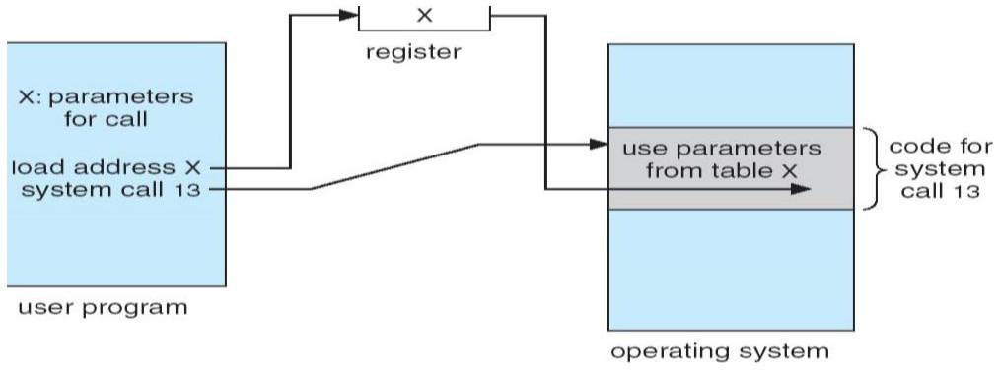 X
register
X: parameters
for call
load address X
system call 13
user program
use parameters
from table X
code for
system
call 13
operating system